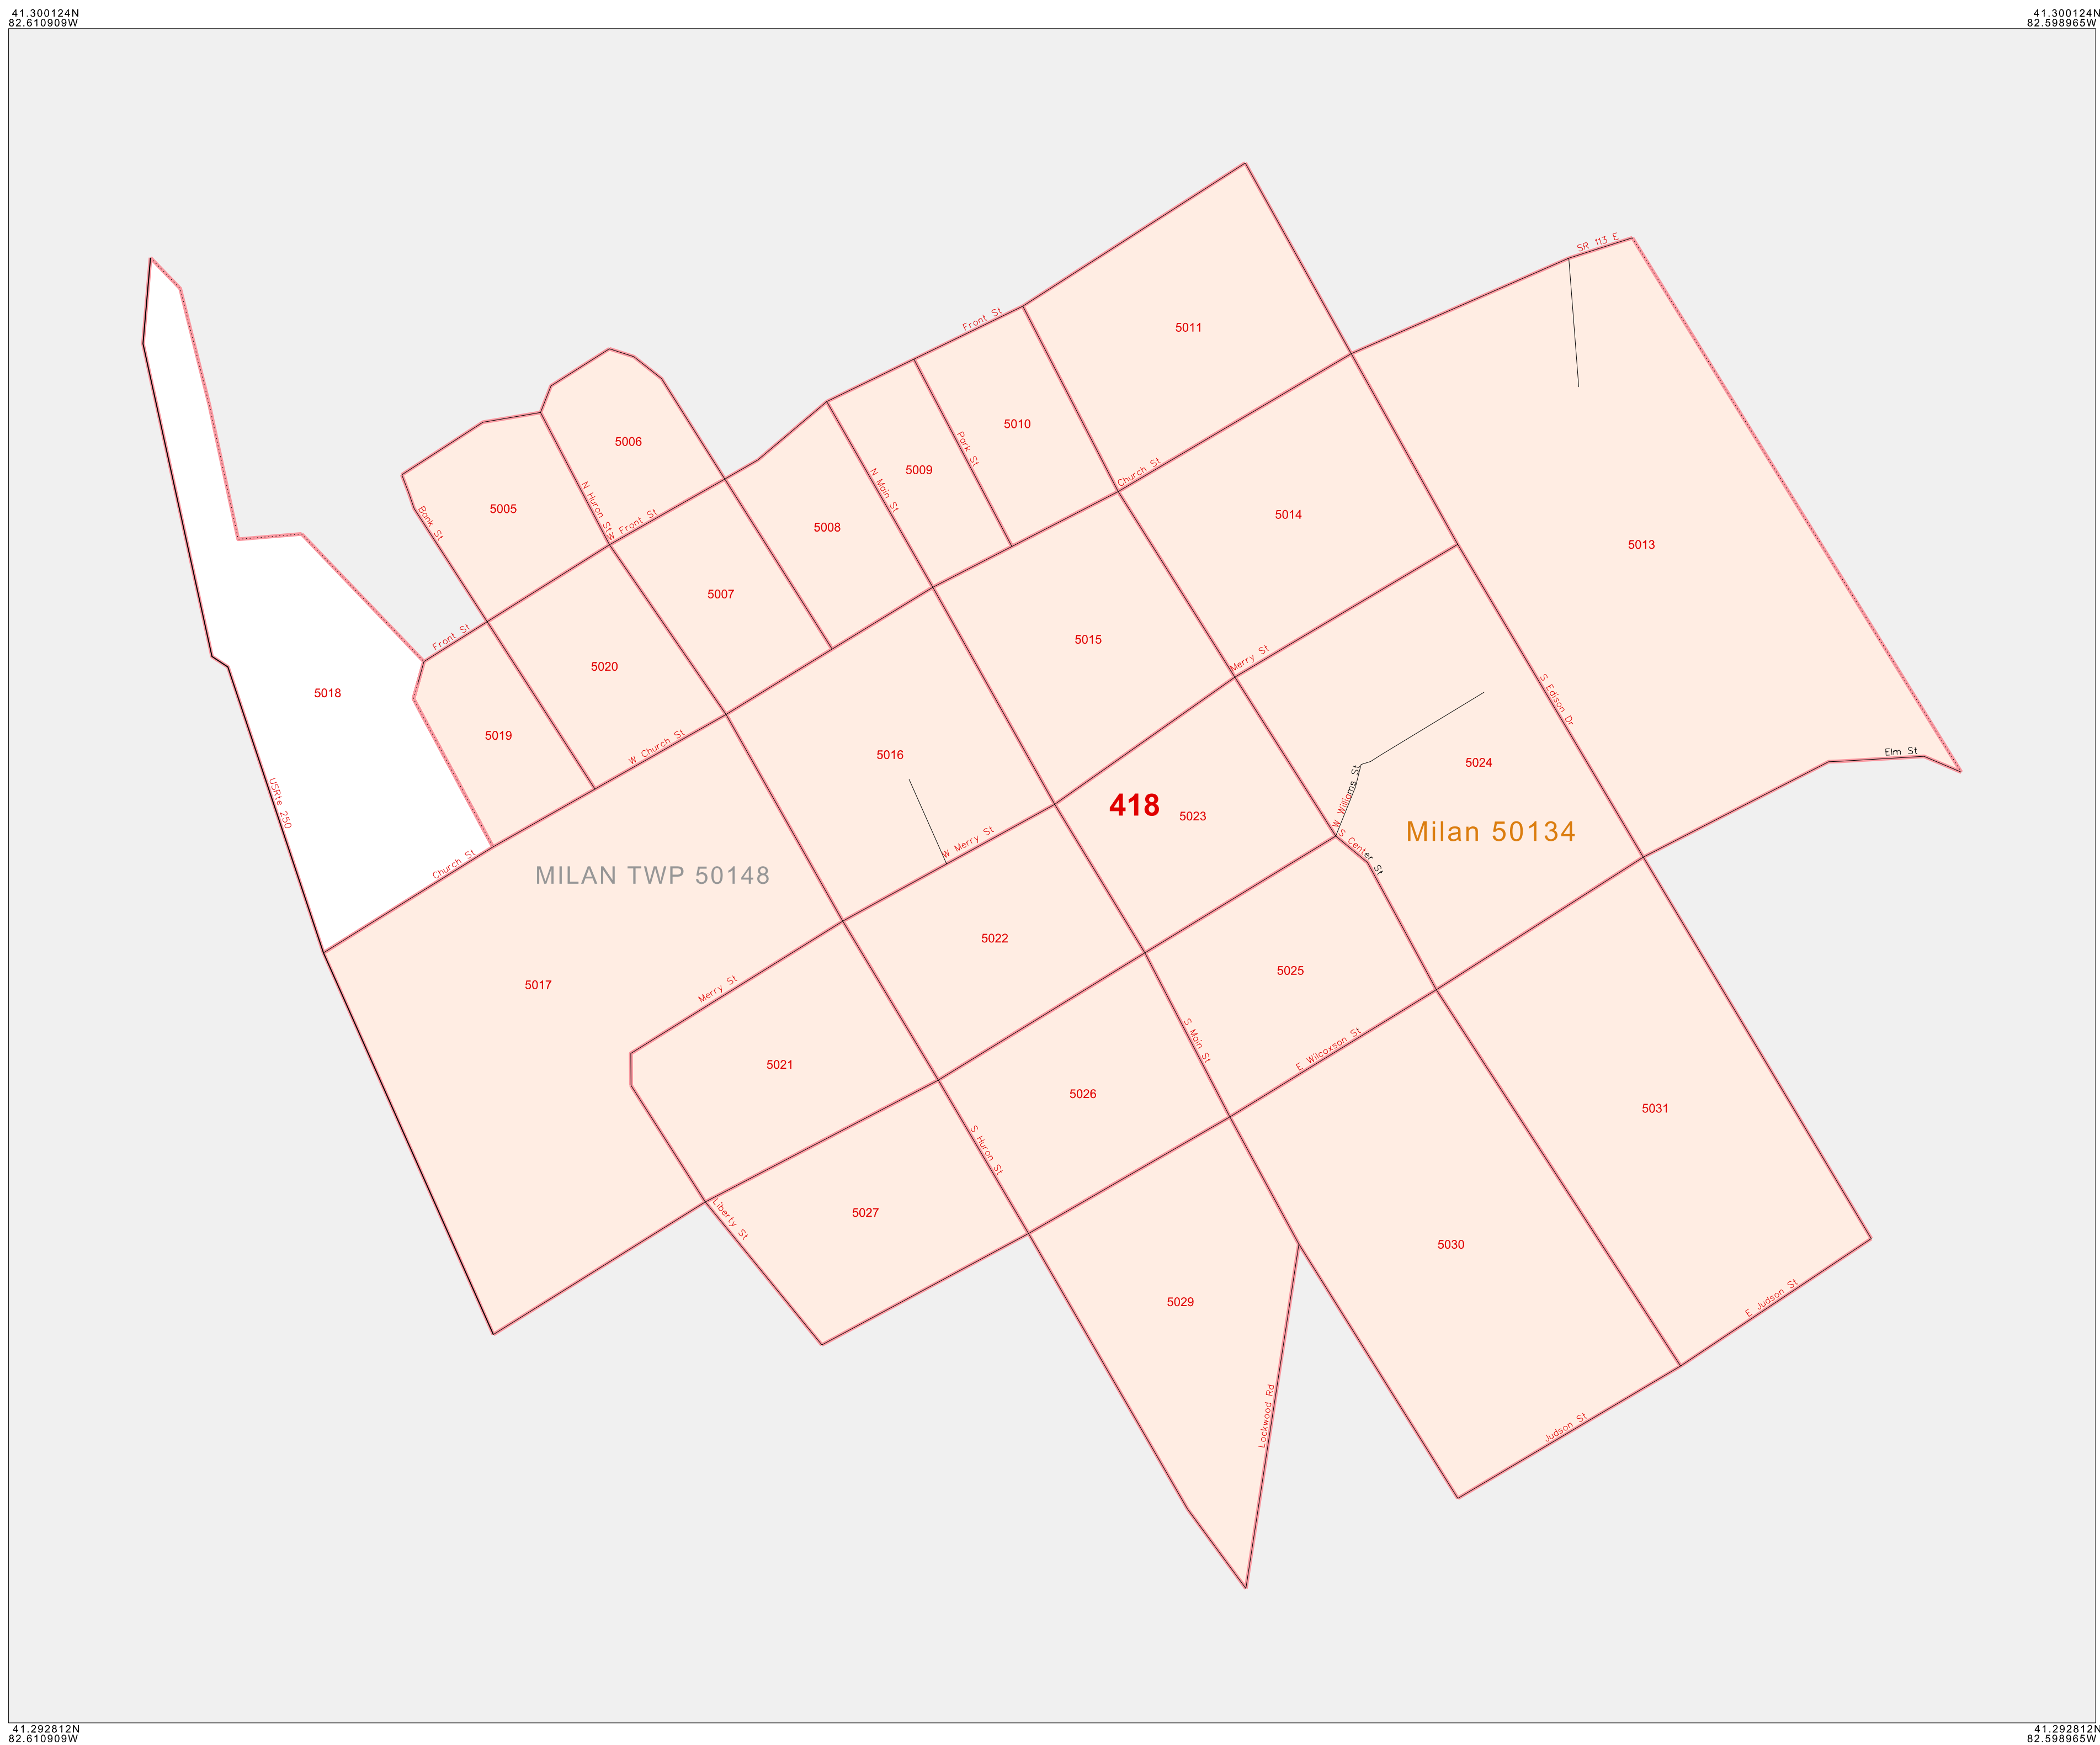 41.300124N
82.610909W
41.300124N
82.598965W
SR 113 E
Front St
5011
5006
5010
Park St
Church St
5009
N Main St
5005
N Huron St
Bank St
W Front St
5008
5014
5013
5007
Front St
5020
5015
Merry St
5018
S Edison Dr
5019
W Church St
5016
5024
Elm St
W Williams St
USRte 250
418
5023
Milan 50134
W Merry St
S Center St
Church St
MILAN TWP 50148
5022
5025
5017
Merry St
S Main St
E Wilcoxson St
5021
5026
5031
S Huron St
5027
Liberty St
5030
5029
E Judson St
Lockwood Rd
Judson St
41.292812N
82.610909W
41.292812N
82.598965W